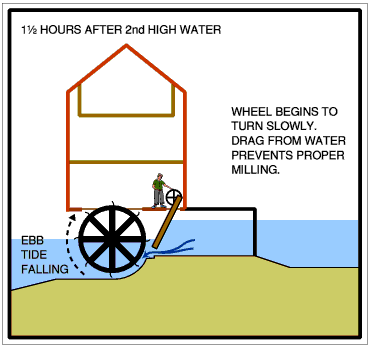 1½ HOURS AFTER 2nd HIGH WATER
WHEEL BEGINS TO
TURN SLOWLY.
DRAG FROM WATER
PREVENTS PROPER
MILLING.
EBB
TIDE
FALLING